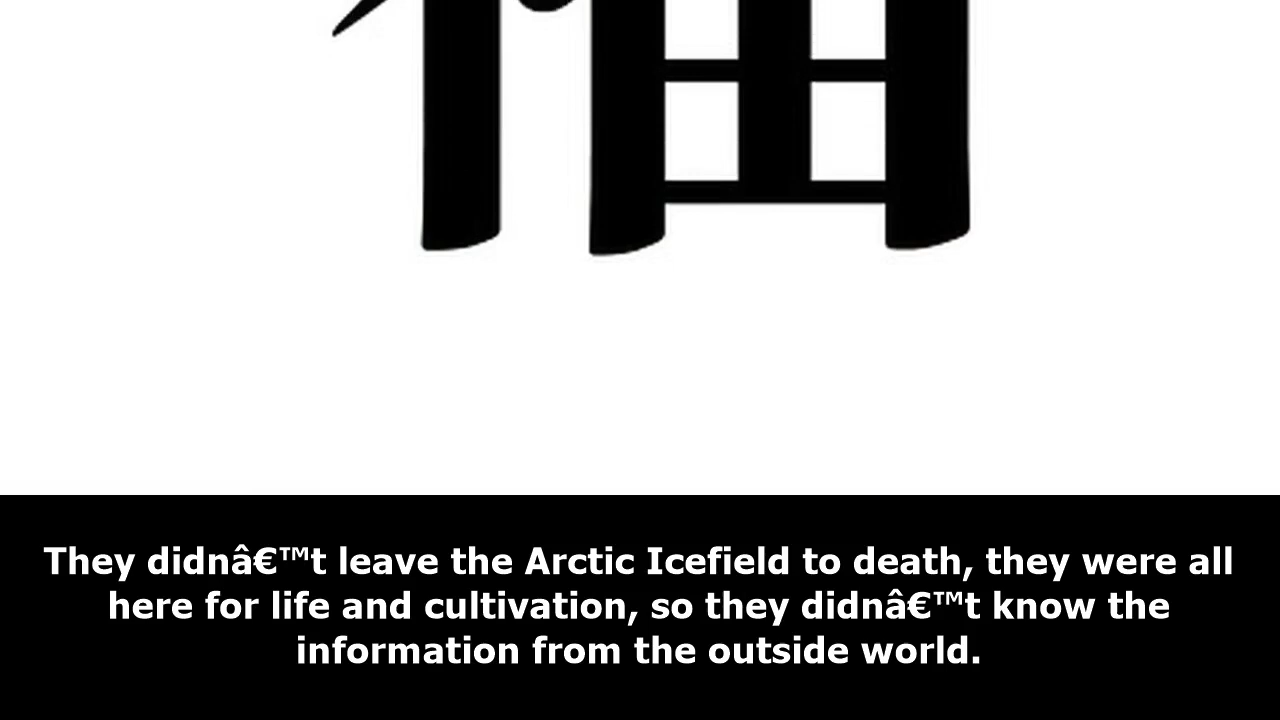 They didnâ€™t leave the Arctic Icefield to death, they were all
here for life and cultivation, so they didnâ€™t know the
information from the outside world.